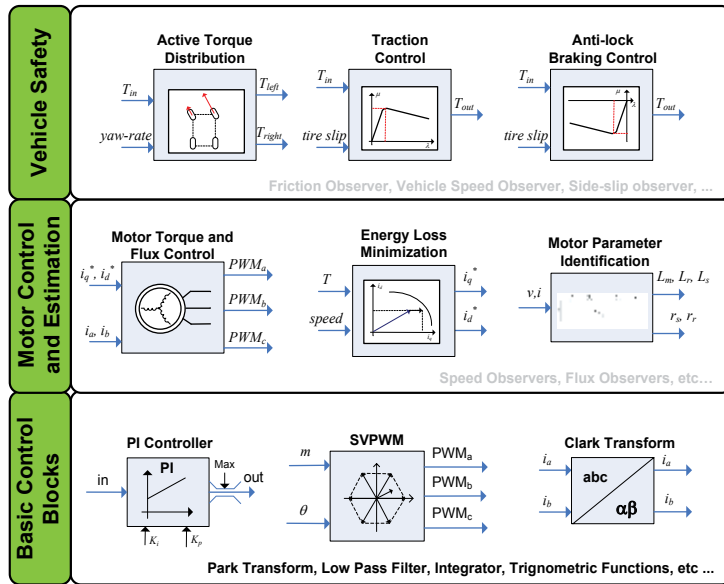 Vehicle Safety
Active Torque
Distribution
T_in
yaw-rate
T_left
T_right
Traction
Control
T_in
tire slip
μ
λ
T_out
Anti-lock
Braking Control
T_in
tire slip
μ
λ
T_out
Friction Observer, Vehicle Speed Observer, Side-slip observer, ...
Motor Control
and Estimation
Motor Torque and
Flux Control
i_q*, i_d*
i_a, i_b
PWM_a
PWM_b
PWM_c
Energy Loss
Minimization
T
speed
i_d
i_q
i_q*
i_d*
Motor Parameter
Identification
v,i
L_m, L_r, L_s
r_s, r_r
Speed Observers, Flux Observers, etc...
Basic Control
Blocks
PI Controller
in
PI
Max
out
K_i
K_p
SVPWM
m
θ
PWM_a
PWM_b
PWM_c
Clark Transform
i_a
i_b
abc
αβ
i_a
i_b
Park Transform, Low Pass Filter, Integrator, Trignometric Functions, etc ...